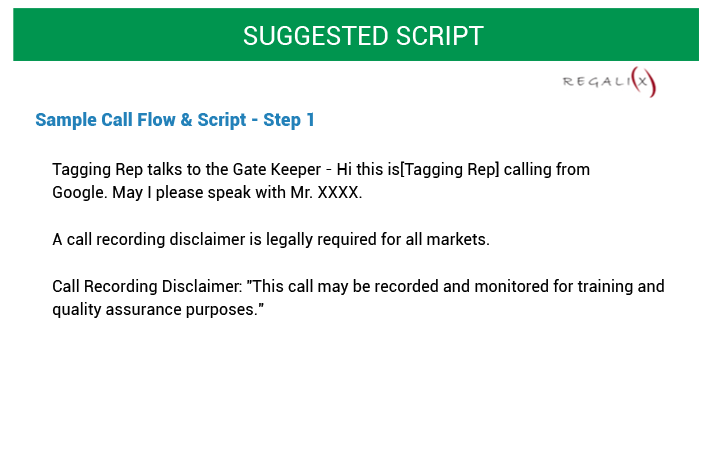 SUGGESTED SCRIPT
REGALI(X)
Sample Call Flow & Script - Step 1
Tagging Rep talks to the Gate Keeper - Hi this is[Tagging Rep] calling from
Google. May I please speak with Mr. XXXX.
A call recording disclaimer is legally required for all markets.
Call Recording Disclaimer: "This call may be recorded and monitored for training and
quality assurance purposes."